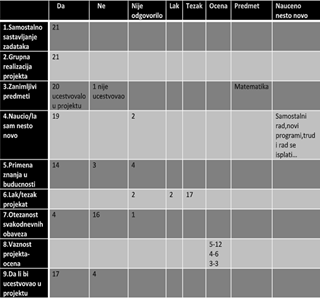 Da Ne Nije odgovorilo Lak Tezak Ocena Predmet Nauceno nesto novo
1.Samostalno sastavljanje zadataka 21
2.Grupna realizacija projekta 21
3.Zanimljivi predmeti 20 ucestvovalo u projektu 1 nije ucestvovao Matematika
4.Naucio/la sam nesto novo 19 2 Samostalni rad,novi programi,trud i rad se isplati...
5.Primena znanja u buducnosti 14 3 4
6.Lak/tezak projekat 2 2 17
7.Otezanost svakodnevnih obaveza 4 16 1
8.Vaznost projekta-ocena 5-12 4-6 3-3
9.Da li bi ucestvovao u projektu 17 4